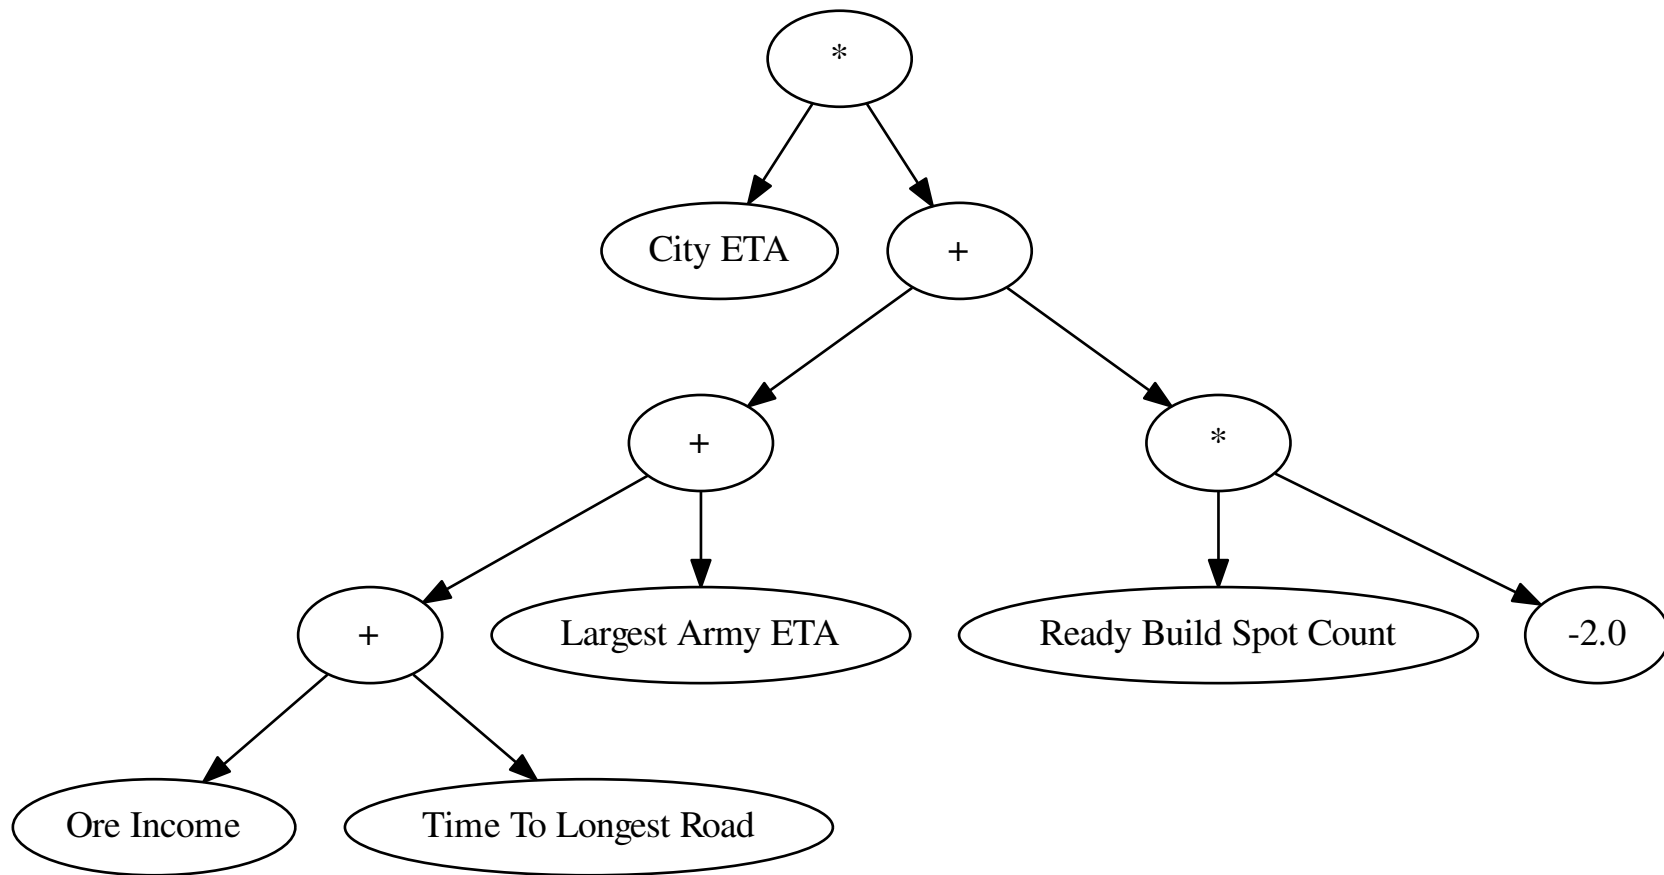 *
City ETA
+
+
*
+
Largest Army ETA
Ready Build Spot Count
-2.0
Ore Income
Time To Longest Road